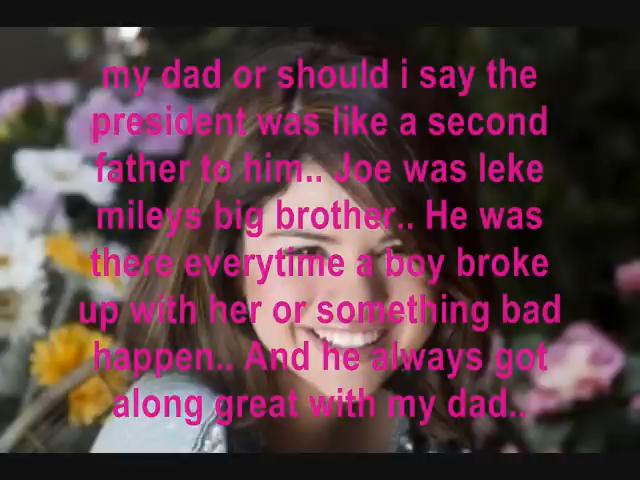 my dad or should i say the
president was like a second
father to him.. Joe was leke
mileys big brother.. He was
there everytime a boy broke
up with her or something bad
happen.. And he always got
along great with my dad..